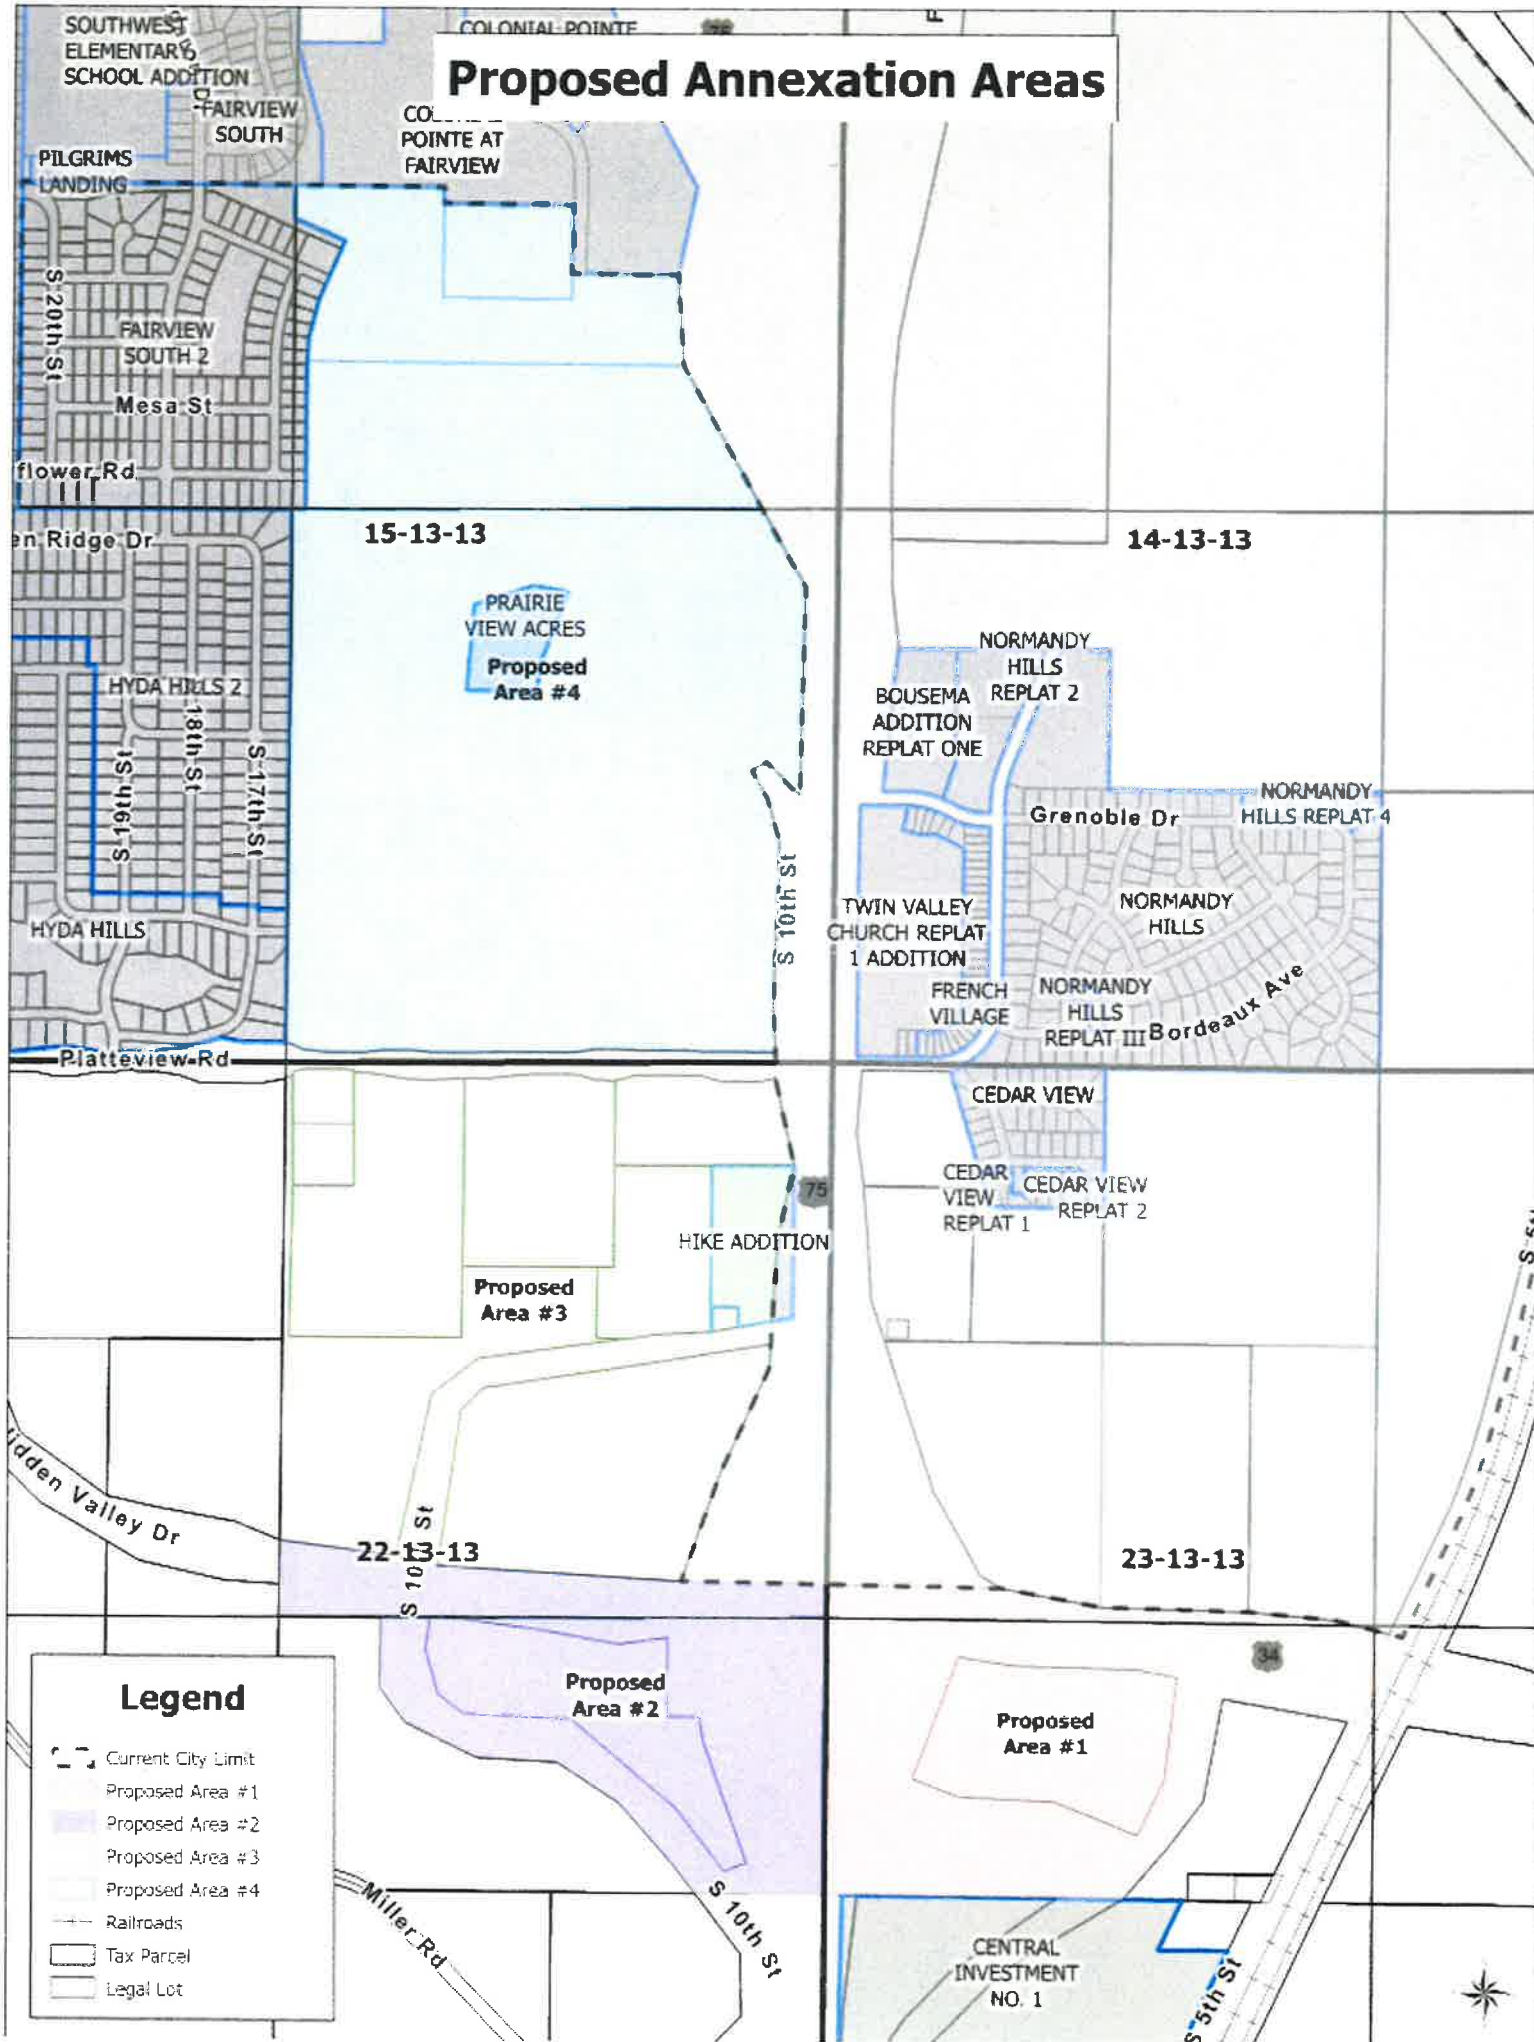 SOUTHWEST
ELEMENTARY
SCHOOL ADDITION
COLONIAL POINTE
Proposed Annexation Areas
FAIRVIEW
SOUTH
POINTE AT
FAIRVIEW
PILGRIMS
LANDING
S 20th St
FAIRVIEW
SOUTH 2
Mesa St
flower Rd
en Ridge Dr
15-13-13
14-13-13
PRAIRIE
VIEW ACRES
Proposed
Area #4
NORMANDY
HILLS
REPLAT 2
BOUSEMA
ADDITION
REPLAT ONE
HYDA HILLS 2
18th St
S 19th St
S 17th St
NORMANDY
HILLS REPLAT 4
Grenoble Dr
S 10th St
TWIN VALLEY
CHURCH REPLAT
1 ADDITION
NORMANDY
HILLS
HYDA HILLS
FRENCH
VILLAGE
NORMANDY
HILLS
REPLAT III
Bordeaux Ave
Platteview Rd
CEDAR VIEW
CEDAR
VIEW
REPLAT 1
CEDAR VIEW
REPLAT 2
75
HIKE ADDITION
Proposed
Area #3
idden Valley Dr
S 10th St
22-13-13
23-13-13
34
Proposed
Area #2
Proposed
Area #1
Legend
Current City Limit
Proposed Area #1
Proposed Area #2
Proposed Area #3
Proposed Area #4
Railroads
Tax Parcel
Legal Lot
Miller Rd
S 10th St
CENTRAL
INVESTMENT
NO. 1
S 5th St